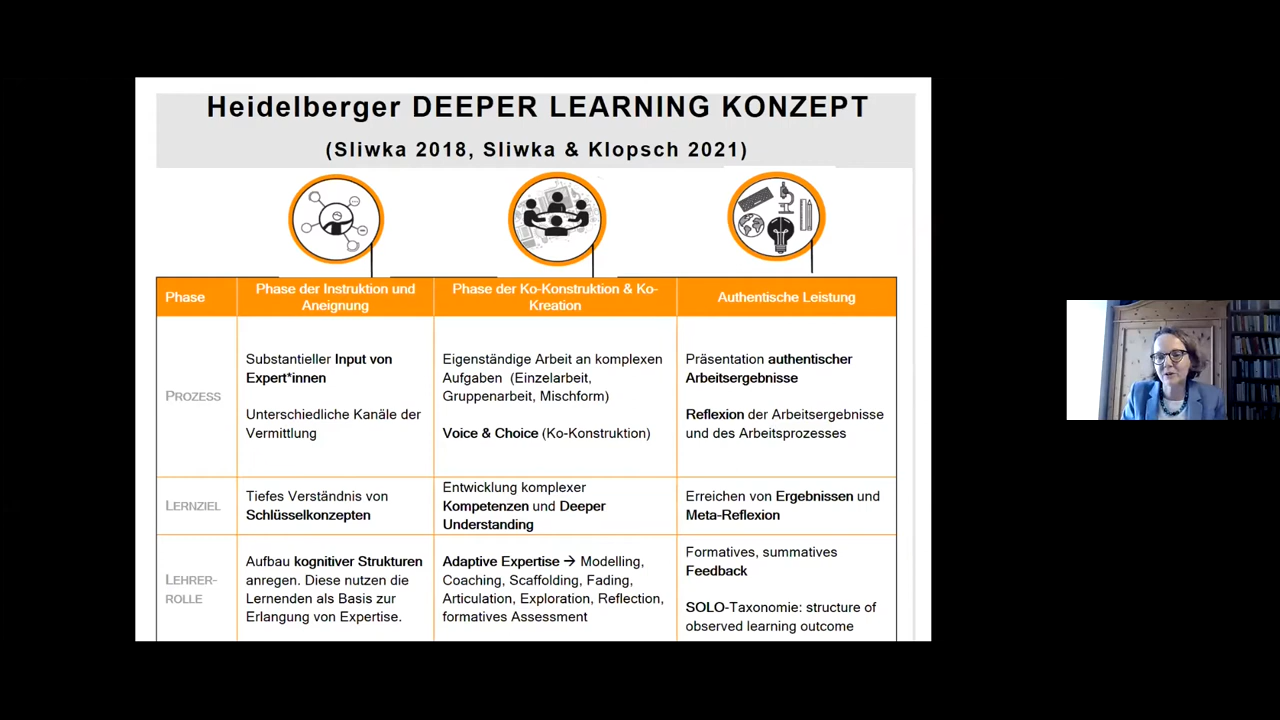 Heidelberger DEEPER LEARNING KONZEPT
(Sliwka 2018, Sliwka & Klopsch 2021)
Phase
Phase der Instruktion und
Aneignung
Phase der Ko-Konstruktion & Ko-
Kreation
Authentische Leistung
PROZESS
Substantieller Input von
Expert*innen
Unterschiedliche Kanäle der
Vermittlung
Eigenständige Arbeit an komplexen
Aufgaben (Einzelarbeit,
Gruppenarbeit, Mischform)
Voice & Choice (Ko-Konstruktion)
Präsentation authentischer
Arbeitsergebnisse
Reflexion der Arbeitsergebnisse
und des Arbeitsprozesses
LERNZIEL
Tiefes Verständnis von
Schlüsselkonzepten
Entwicklung komplexer
Kompetenzen und Deeper
Understanding
Erreichen von Ergebnissen und
Meta-Reflexion
LEHRER-
ROLLE
Aufbau kognitiver Strukturen
anregen. Diese nutzen die
Lernenden als Basis zur
Erlangung von Expertise.
Adaptive Expertise → Modelling,
Coaching, Scaffolding, Fading,
Articulation, Exploration, Reflection,
formatives Assessment
Formatives, summatives
Feedback
SOLO-Taxonomie: structure of
observed learning outcome